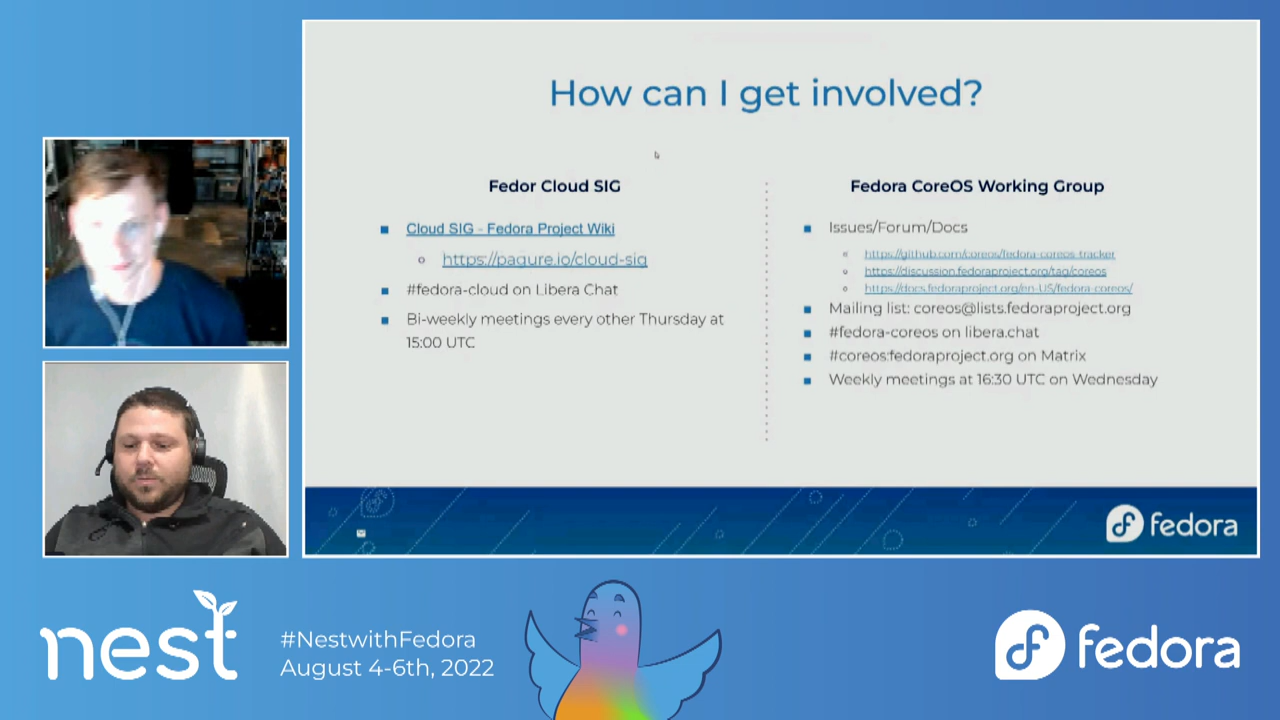 How can I get involved?
Fedor Cloud SIG
Cloud SIG - Fedora Project Wiki
https://pagure.io/cloud-sig
#fedora-cloud on Libera Chat
Bi-weekly meetings every other Thursday at
15:00 UTC
Fedora CoreOS Working Group
Issues/Forum/Docs
https://github.com/coreos/fedora-coreos-tracker
https://discussion.fedoraproject.org/tag/coreos
https://docs.fedoraproject.org/en-US/fedora-coreos/
Mailing list: coreos@lists.fedoraproject.org
#fedora-coreos on libera.chat
#coreos:fedoraproject.org on Matrix
Weekly meetings at 16:30 UTC on Wednesday
fedora
nest
#NestwithFedora
August 4-6th, 2022
fedora